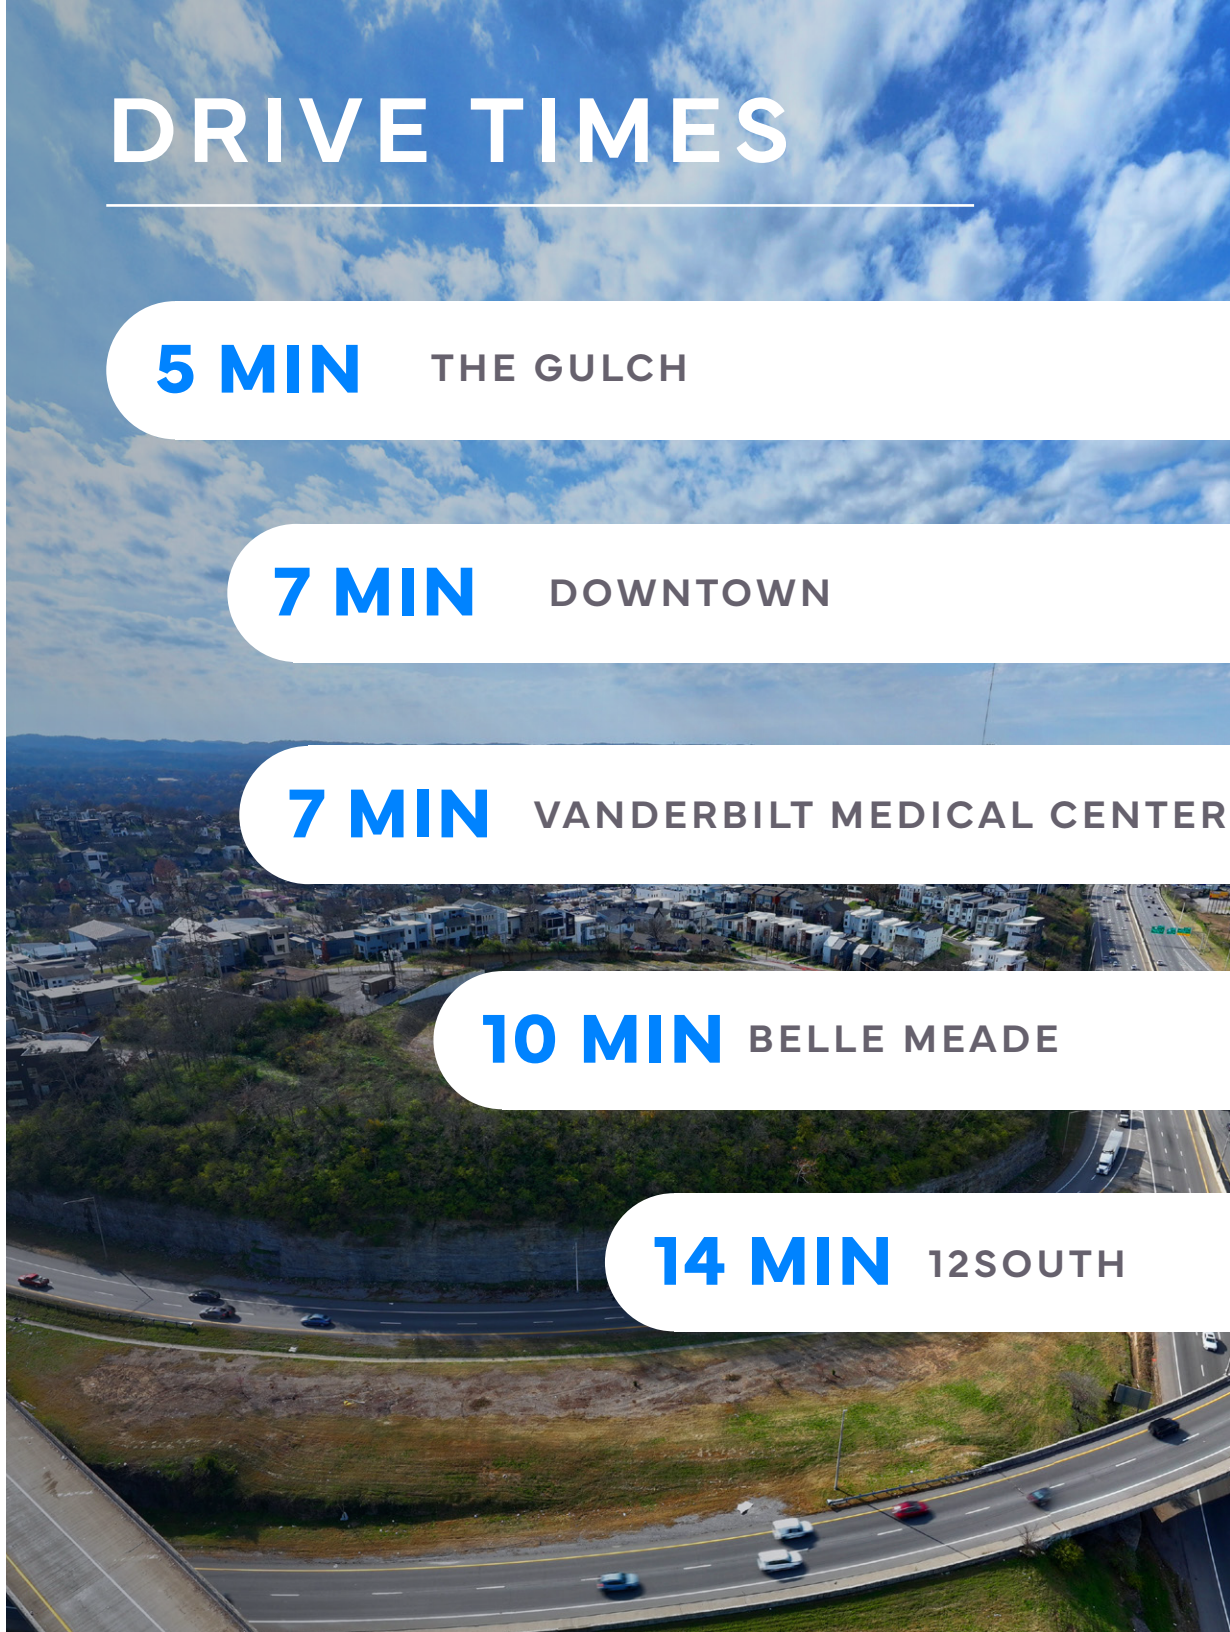 DRIVE TIMES
5 MIN THE GULCH
7 MIN DOWNTOWN
7 MIN VANDERBILT MEDICAL CENTER
10 MIN BELLE MEADE
14 MIN 12SOUTH